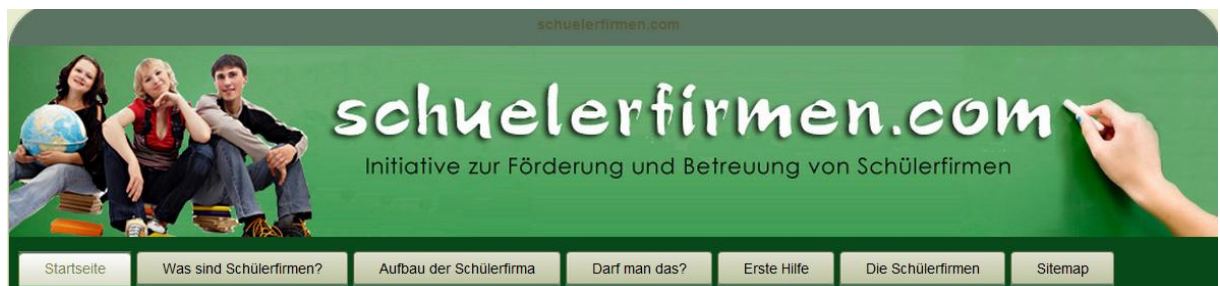 schuelerfirmen.com
schuelerfirmen.com
Initiative zur Förderung und Betreuung von Schülerfirmen
Startseite Was sind Schülerfirmen? Aufbau der Schülerfirma Darf man das? Erste Hilfe Die Schülerfirmen Sitemap